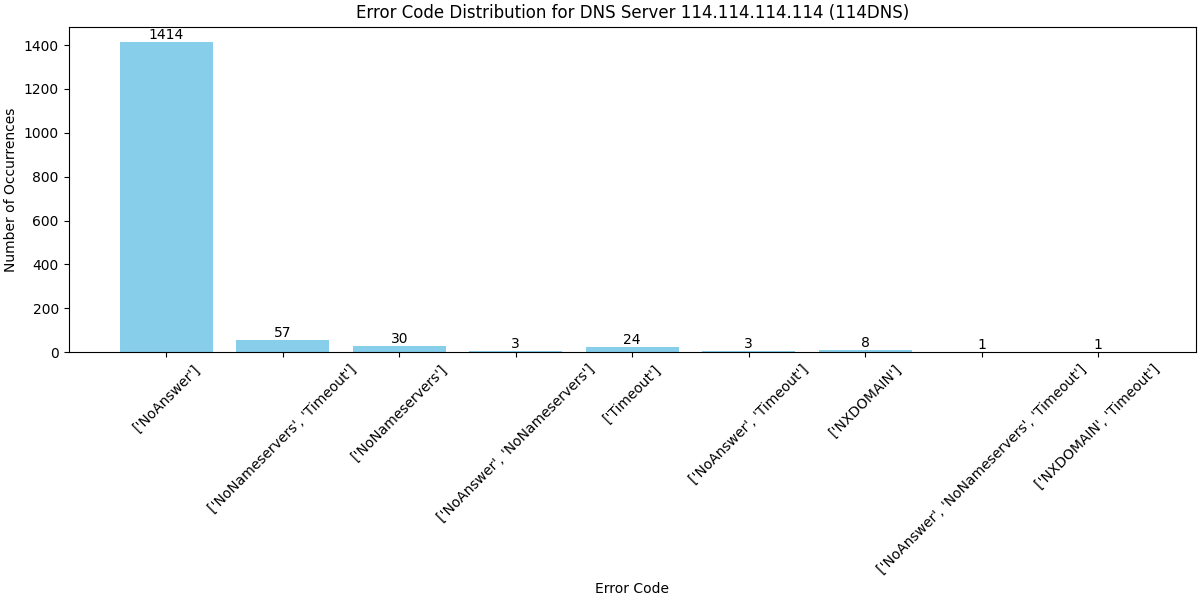 Error Code Distribution for DNS Server 114.114.114.114 (114DNS)
Number of Occurrences
1400
1200
1000
800
600
400
200
0
1414
57
30
3
24
3
8
1
1
['NoAnswer']
['NoNameservers', 'Timeout']
['NoNameservers']
['NoAnswer', 'NoNameservers']
['Timeout']
['NoAnswer', 'Timeout']
['NXDOMAIN']
['NoAnswer', 'NoNameservers', 'Timeout']
['NXDOMAIN', 'Timeout']
Error Code